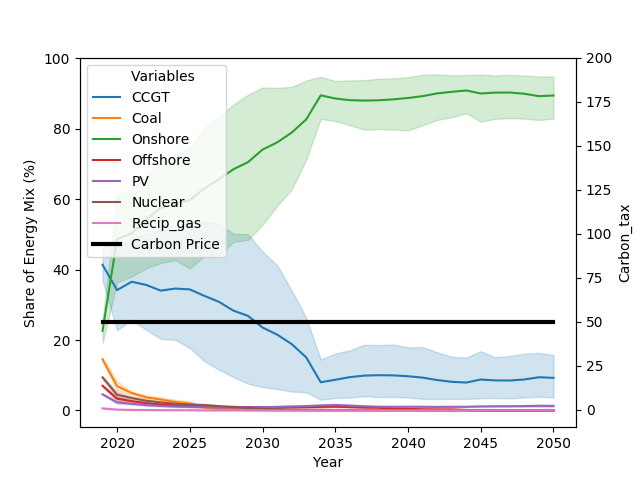 100
80
60
40
20
0
Share of Energy Mix (%)
Variables
CCGT
Coal
Onshore
Offshore
PV
Nuclear
Recip_gas
Carbon Price
200
175
150
125
100
75
50
25
0
Carbon_tax
2020
2025
2030
2035
2040
2045
2050
Year